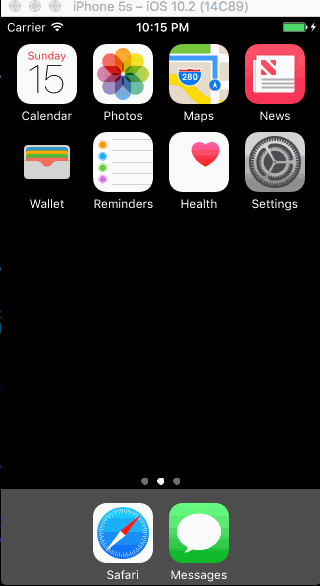 iPhone 5s – iOS 10.2 (14C89)
Carrier 10:15 PM
Sunday
15
280
Calendar Photos Maps News
Wallet Reminders Health Settings
Safari Messages